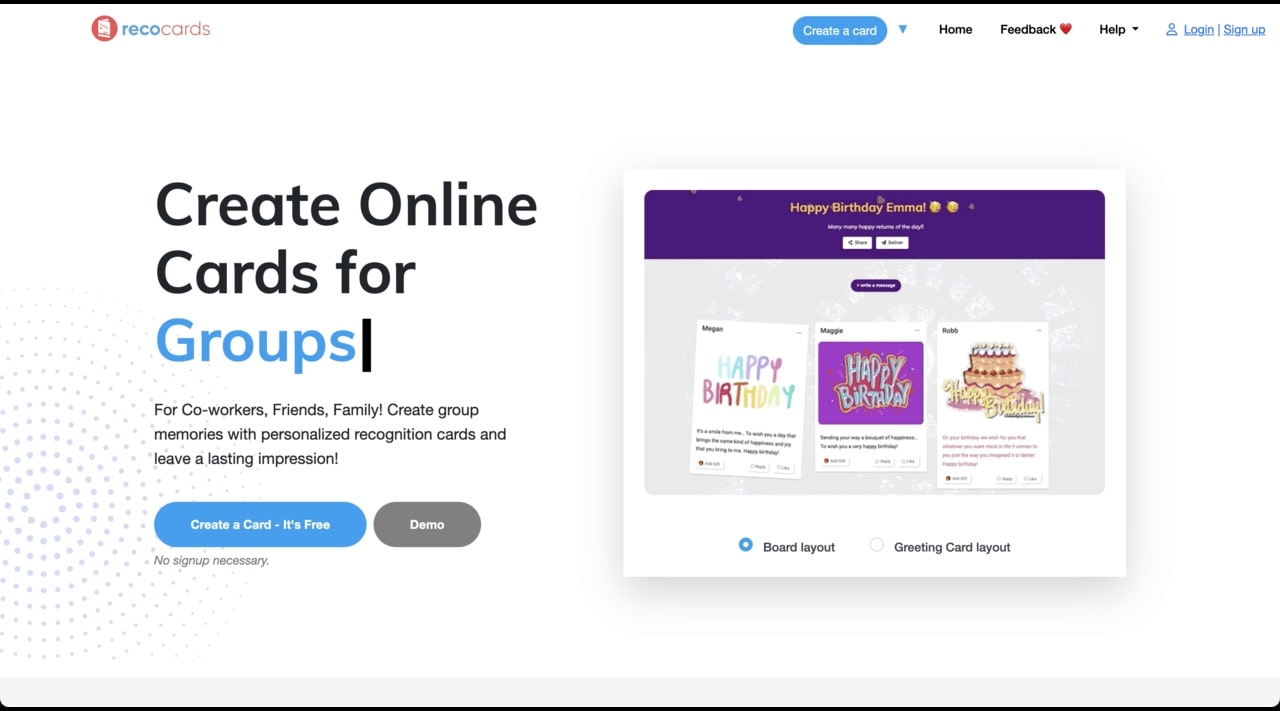 recocards
Create a card
Home
Feedback
Help
Login | Sign up
Create Online
Cards for
Groups
For Co-workers, Friends, Family! Create group
memories with personalized recognition cards and
leave a lasting impression!
Create a Card - It's Free
Demo
No signup necessary.
Happy Birthday Emma!
Many many happy returns of the day!!
Share
Deliver
+ write a message
Megan
HAPPY
BIRTHDAY
It's a smile from me... To wish you a day that
brings the same kind of happiness and joy
that you bring to me. Happy birthday!
Add Gift
Reply
Like
Maggie
HAPPY
BIRTHDAY
Sending your way a bouquet of happiness...
To wish you a very happy birthday!
Add Gift
Reply
Like
Robb
Happy
Birthday!
On your birthday we wish for you that
whatever you want most in life it comes to
you just the way you imagined it or better.
Happy birthday!
Add Gift
Reply
Like
Board layout
Greeting Card layout